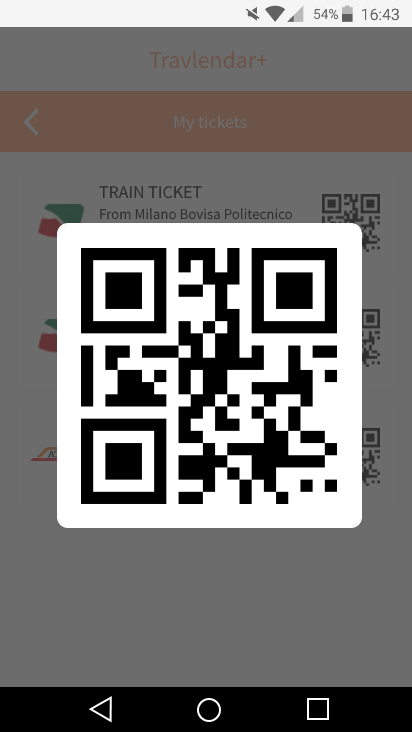 54% 16:43
Travlendar+
My tickets
TRAIN TICKET
From Milano Bovisa Politecnico